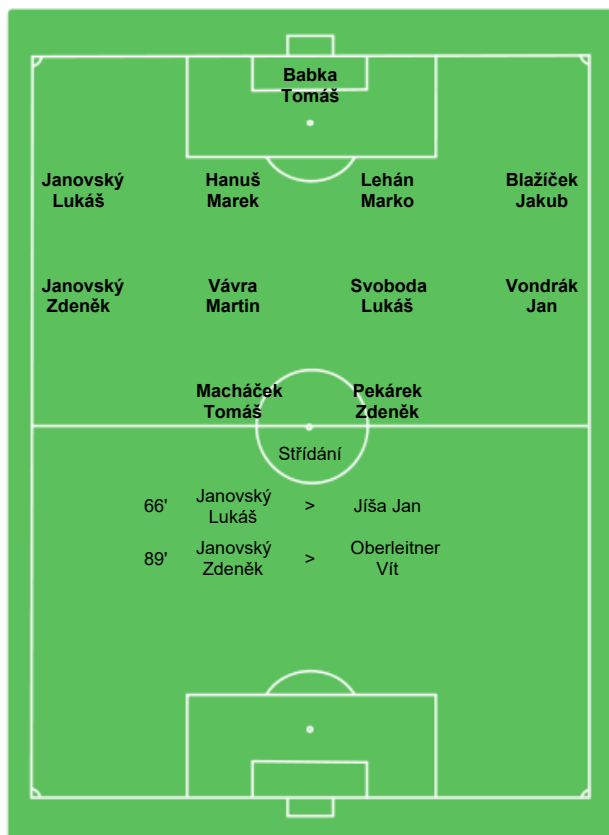 Babka
Tomáš
Janovský
Lukáš
Hanuš
Marek
Lehán
Marko
Blažíček
Jakub
Janovský
Zdeněk
Vávra
Martin
Svoboda
Lukáš
Vondrák
Jan
Macháček
Tomáš
Pekárek
Zdeněk
Střídání
66' Janovský Lukáš > Jíša Jan
89' Janovský Zdeněk > Oberleitner Vít